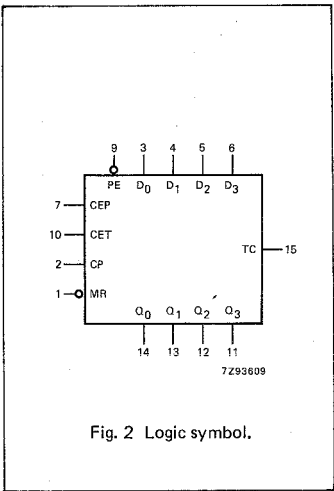 9 3 4 5 6
PE D0 D1 D2 D3
7 CEP
10 CET
TC 15
2 CP
1 MR
Q0 Q1 Q2 Q3
14 13 12 11
7Z93609
Fig. 2 Logic symbol.